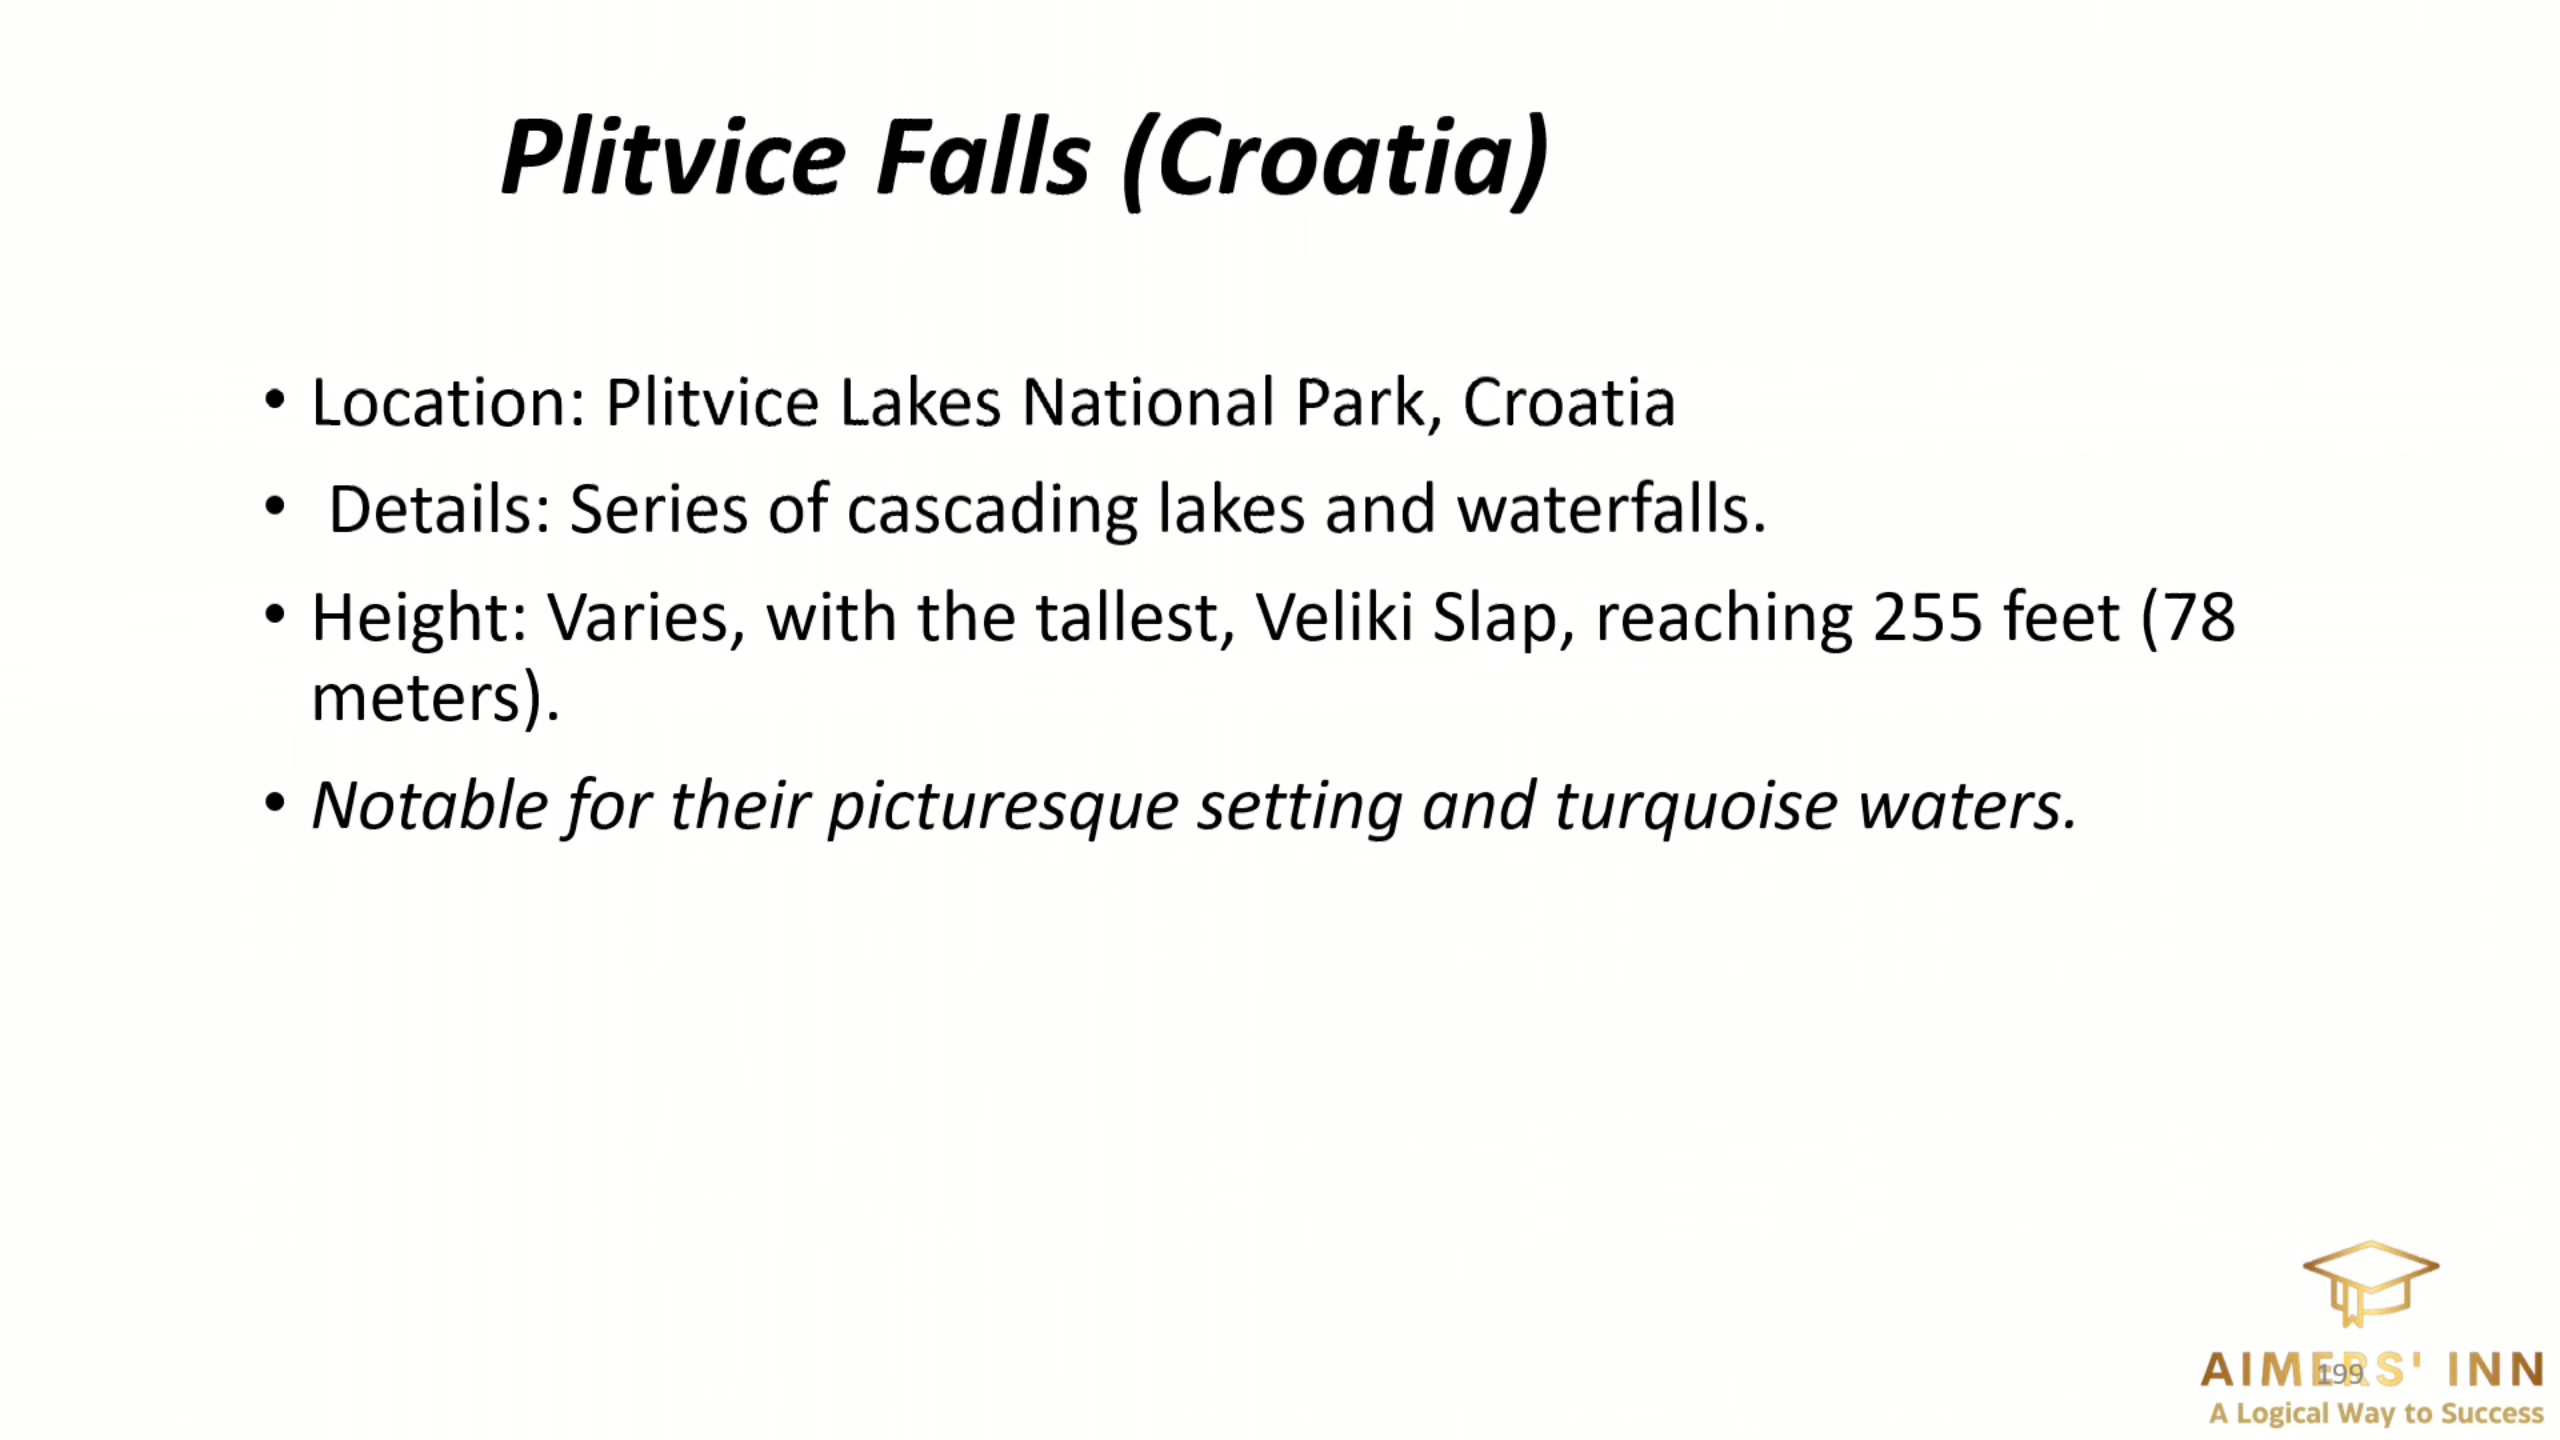 Plitvice Falls (Croatia)
• Location: Plitvice Lakes National Park, Croatia
• Details: Series of cascading lakes and waterfalls.
• Height: Varies, with the tallest, Veliki Slap, reaching 255 feet (78
meters).
• Notable for their picturesque setting and turquoise waters.
AIMERS' INN
199
A Logical Way to Success